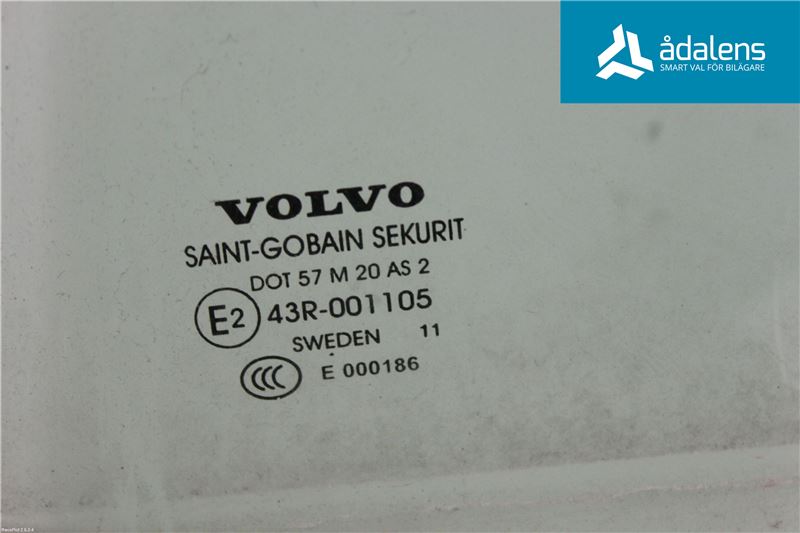 ådalens
SMART VAL FÖR BILÄGARE
VOLVO
SAINT-GOBAIN SEKURIT
DOT 57 M 20 AS 2
E2 43R-001105
SWEDEN 11
CCC E 000186